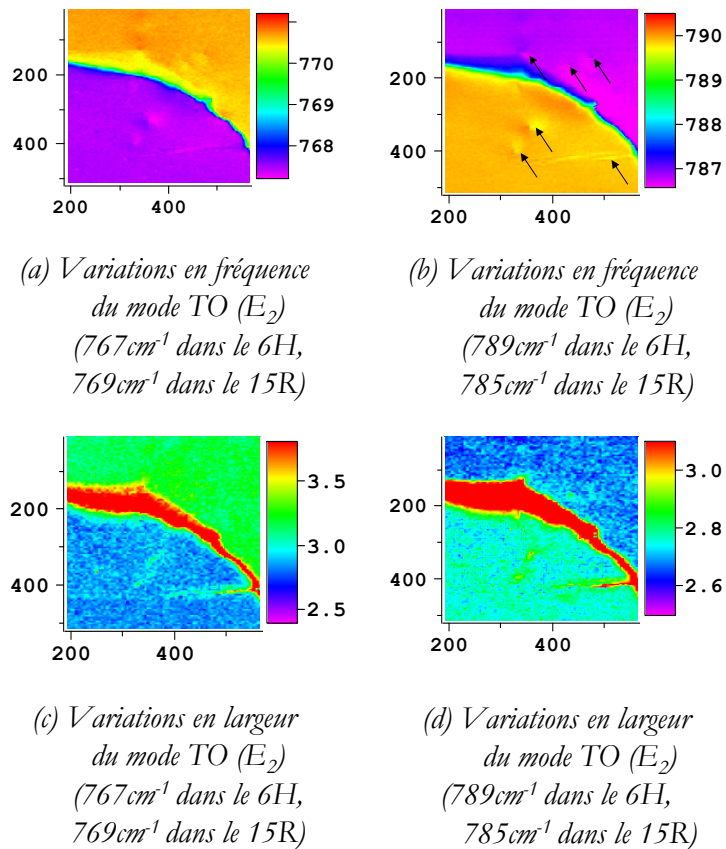 200
400
200
400
770
769
768
200
400
200
400
790
789
788
787
(a) Variations en fréquence
du mode TO (E2)
(767cm-1 dans le 6H,
769cm-1 dans le 15R)
(b) Variations en fréquence
du mode TO (E2)
(789cm-1 dans le 6H,
785cm-1 dans le 15R)
200
400
200
400
3.5
3.0
2.5
200
400
200
400
3.0
2.8
2.6
(c) Variations en largeur
du mode TO (E2)
(767cm-1 dans le 6H,
769cm-1 dans le 15R)
(d) Variations en largeur
du mode TO (E2)
(789cm-1 dans le 6H,
785cm-1 dans le 15R)